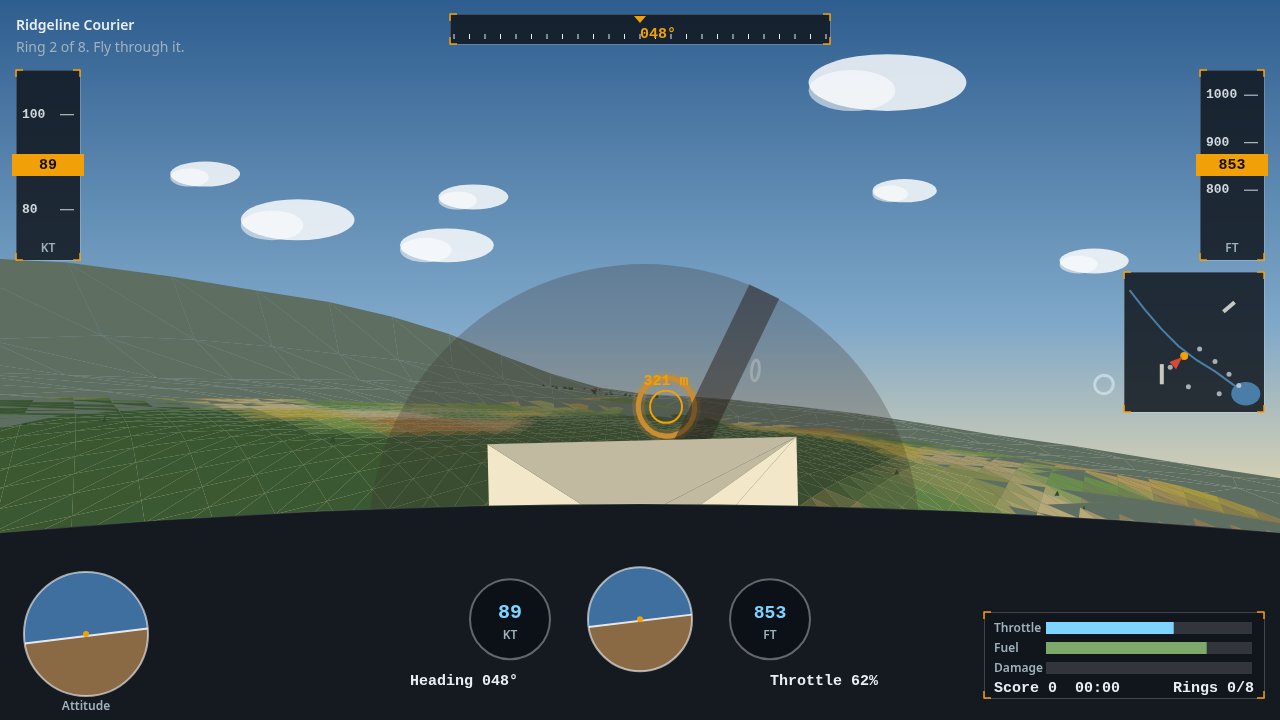 Ridgeline Courier
Ring 2 of 8. Fly through it.
048°
100
89
80
KT
1000
900
853
800
FT
321 m
89
KT
853
FT
Heading 048°
Throttle 62%
Attitude
Throttle
Fuel
Damage
Score 0 00:00 Rings 0/8